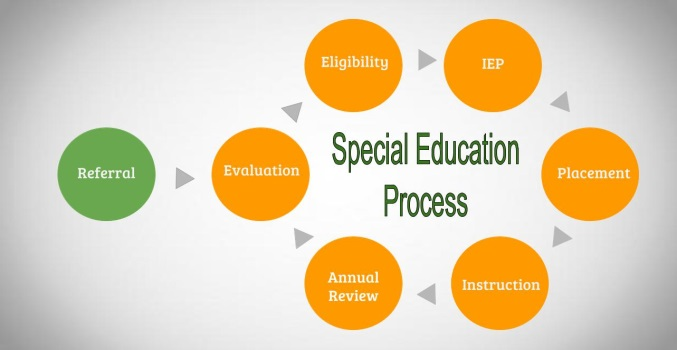 Special Education
Process
Referral
Evaluation
Eligibility
IEP
Placement
Instruction
Annual
Review